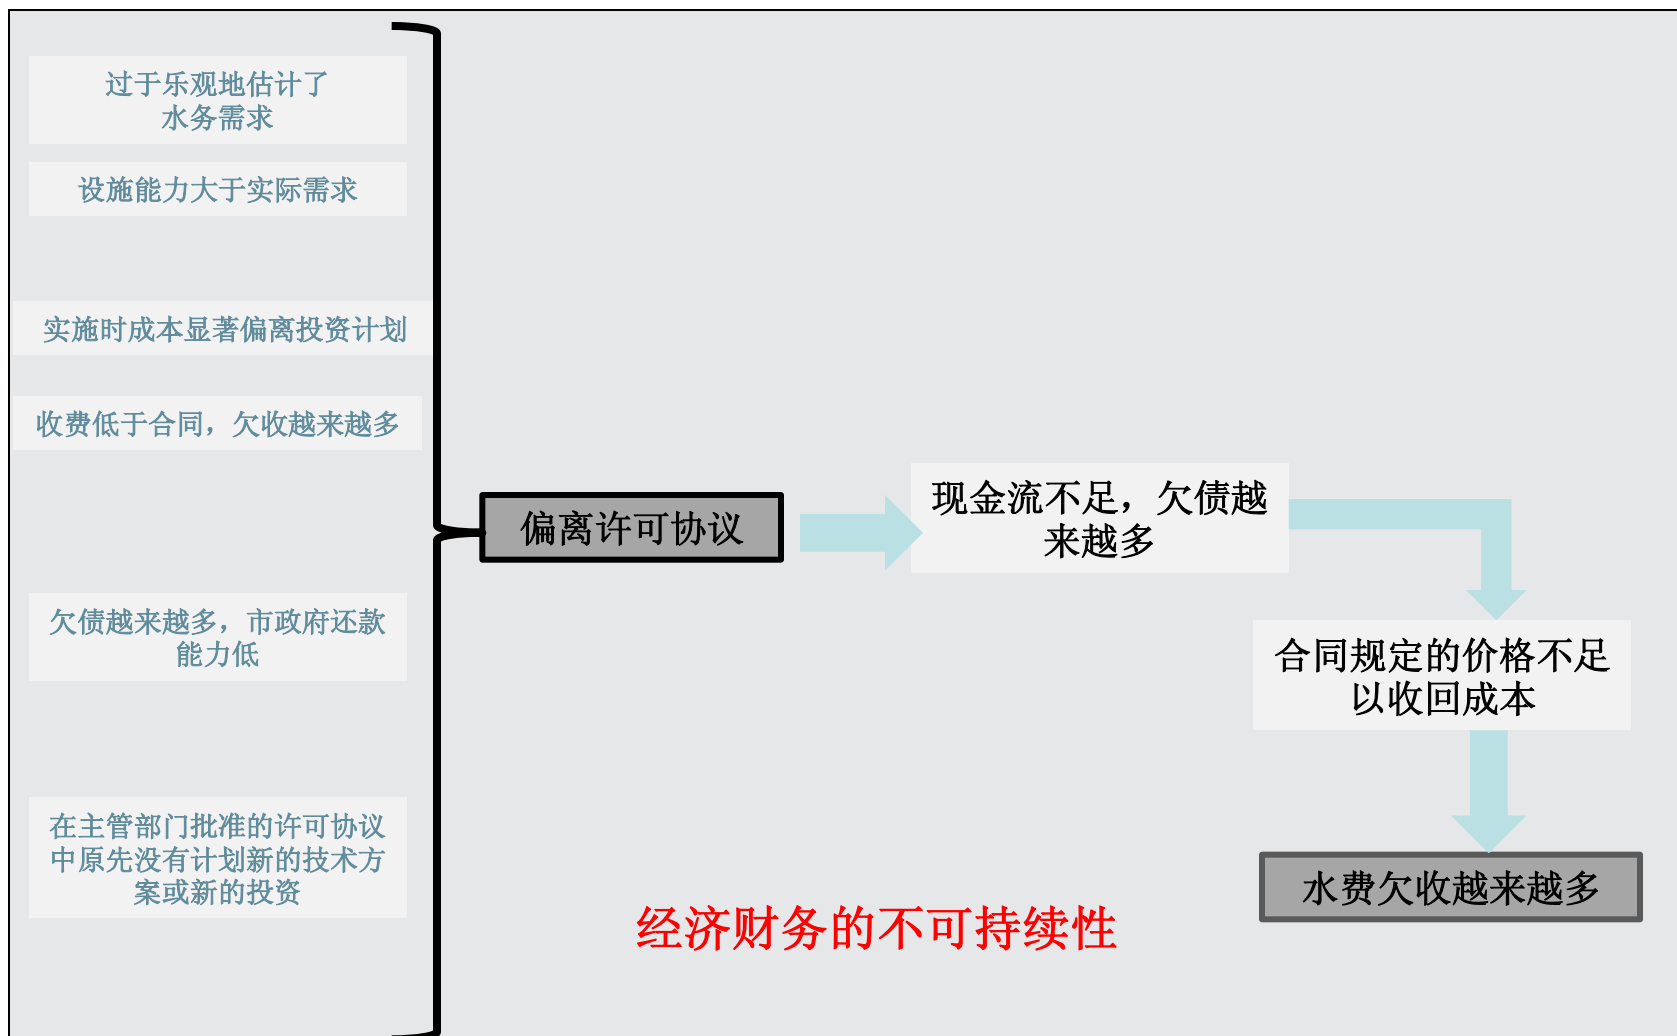 过于乐观地估计了
水务需求
设施能力大于实际需求
实施时成本显著偏离投资计划
收费低于合同，欠收越来越多
欠债越来越多，市政府还款
能力低
在主管部门批准的许可协议
中原先没有计划新的技术方
案或新的投资
偏离许可协议
现金流不足，欠债越
来越多
合同规定的价格不足
以收回成本
水费欠收越来越多
经济财务的不可持续性